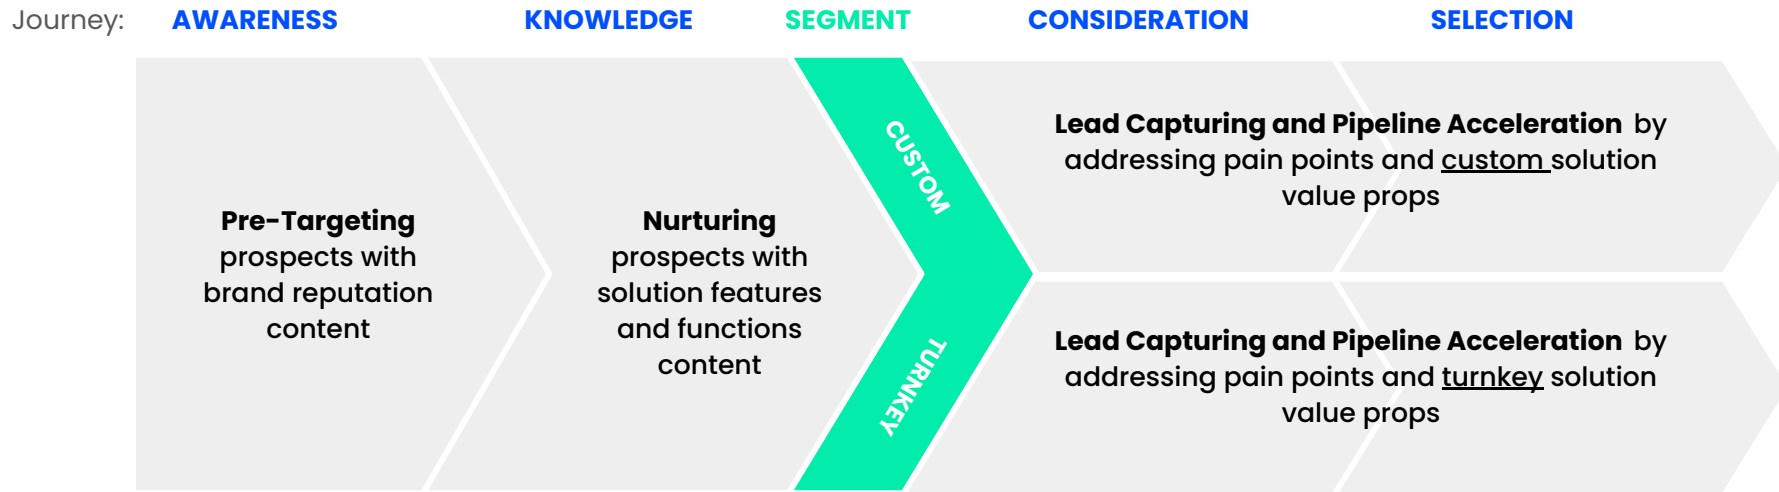 Journey: AWARENESS KNOWLEDGE SEGMENT CONSIDERATION SELECTION
Pre-Targeting
prospects with
brand reputation
content
Nurturing
prospects with
solution features
and functions
content
CUSTOM
TURNKEY
Lead Capturing and Pipeline Acceleration by
addressing pain points and custom solution
value props
Lead Capturing and Pipeline Acceleration by
addressing pain points and turnkey solution
value props